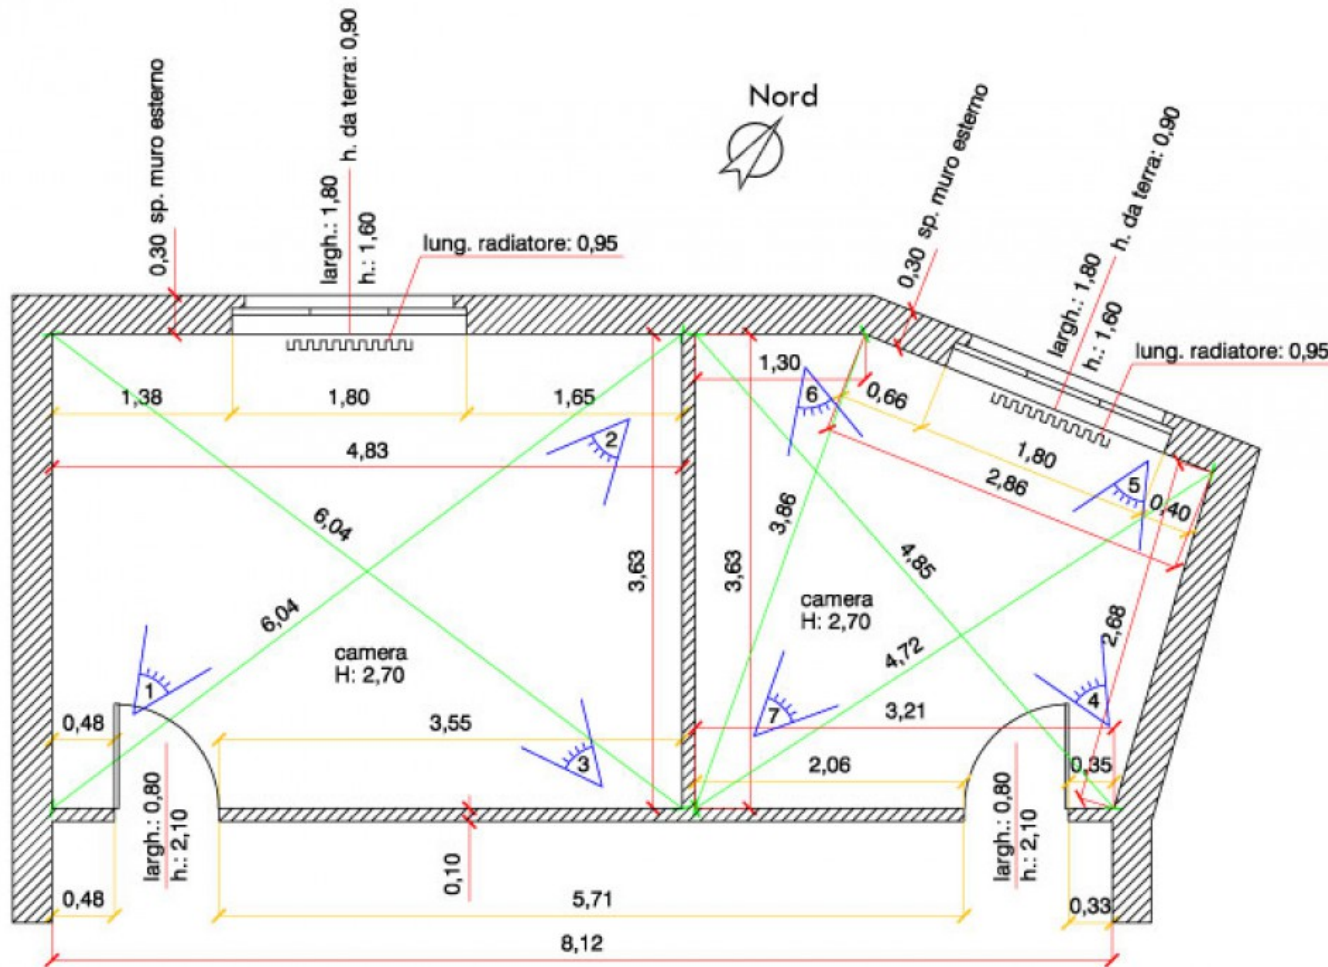 0,30 sp. muro esterno
largh.: 1,80
h. da terra: 0,90
h.: 1,60
lung. radiatore: 0,95
Nord
0,30 sp. muro esterno
largh.: 1,80
h. da terra: 0,90
h.: 1,60
lung. radiatore: 0,95
1,38
1,80
1,65
4,83
6,04
6,04
2
3,63
3,63
1,30
6
0,66
1,80
2,86
5
0,40
3,86
4,85
4,72
2,68
camera
H: 2,70
camera
H: 2,70
1
0,48
3,55
3
7
3,21
4
2,06
0,35
largh.: 0,80
h.: 2,10
0,10
largh.: 0,80
h.: 2,10
0,48
5,71
0,33
8,12